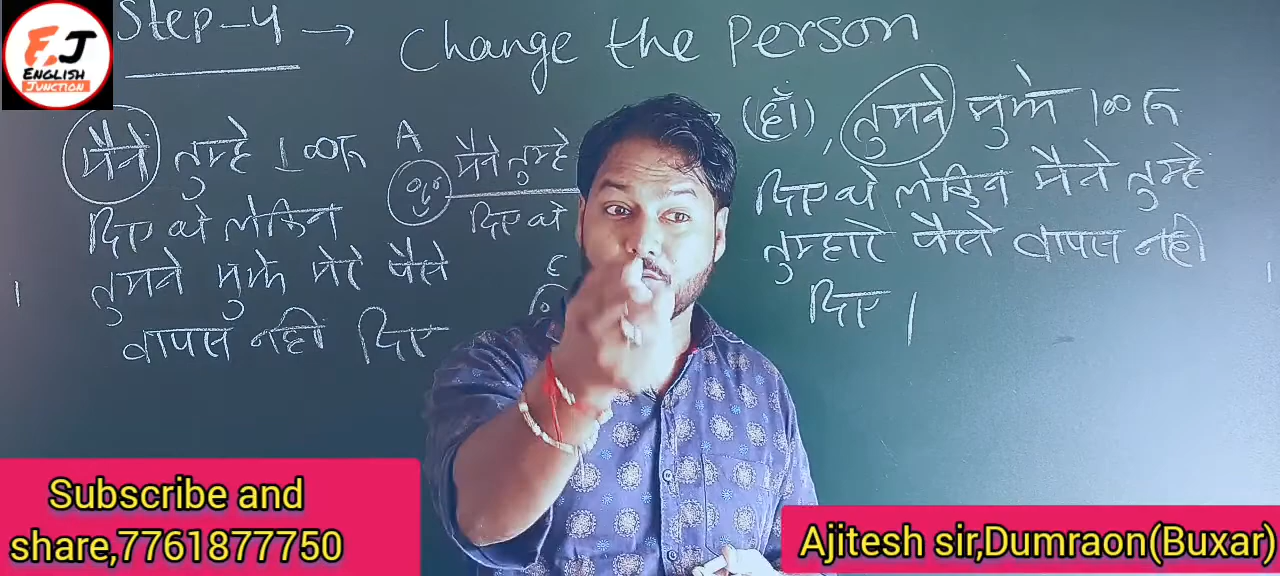 Step-4 → Change the Person
E.J
ENGLISH
JUNCTION
मैने तुम्हे 100रू
दिए थे लेकिन
तुमने मुझे मेरे पैसे
वापस नही दिए
A
मैने तुम्हे
दिए थे
(हाँ), तुमने मुझे 100रू
दिए थे लेकिन मैने तुम्हे
तुम्हारे पैसे वापस नही
दिए |
Subscribe and
share,7761877750
Ajitesh sir,Dumraon(Buxar)